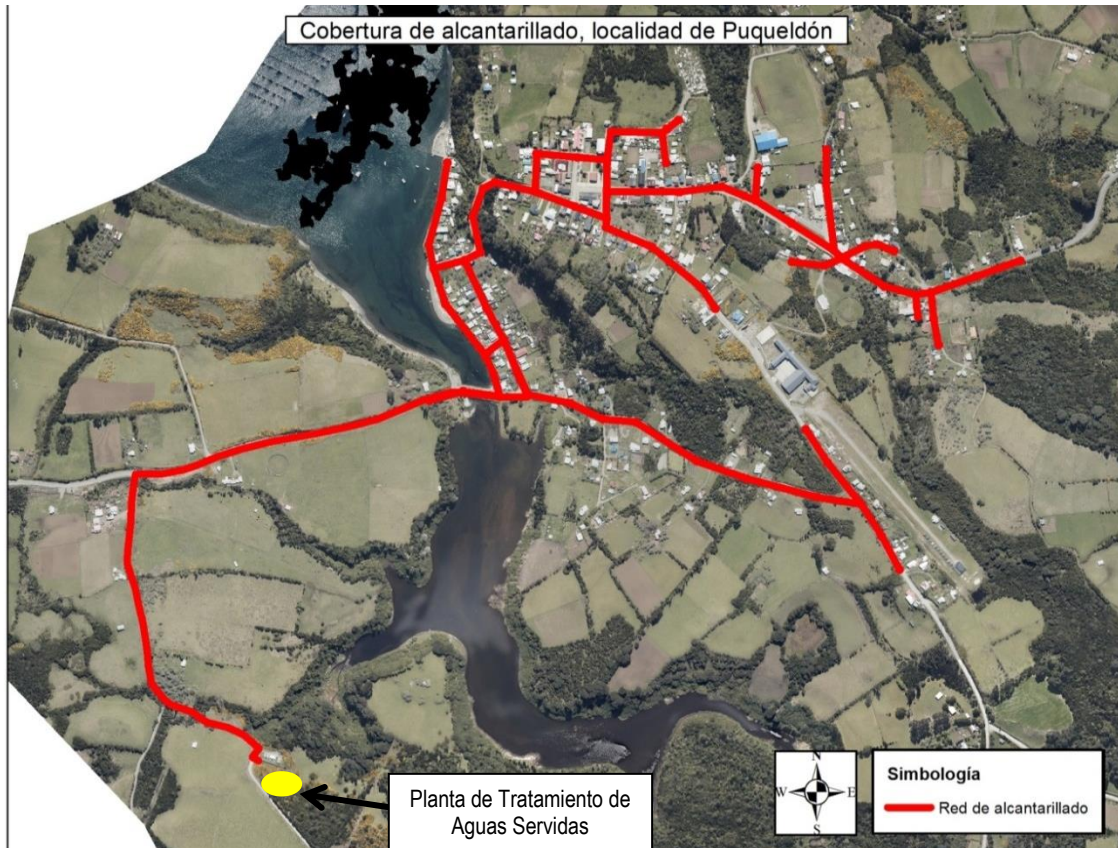 Cobertura de alcantarillado, localidad de Puqueldón
Planta de Tratamiento de
Aguas Servidas
N
W E
S
Simbología
Red de alcantarillado